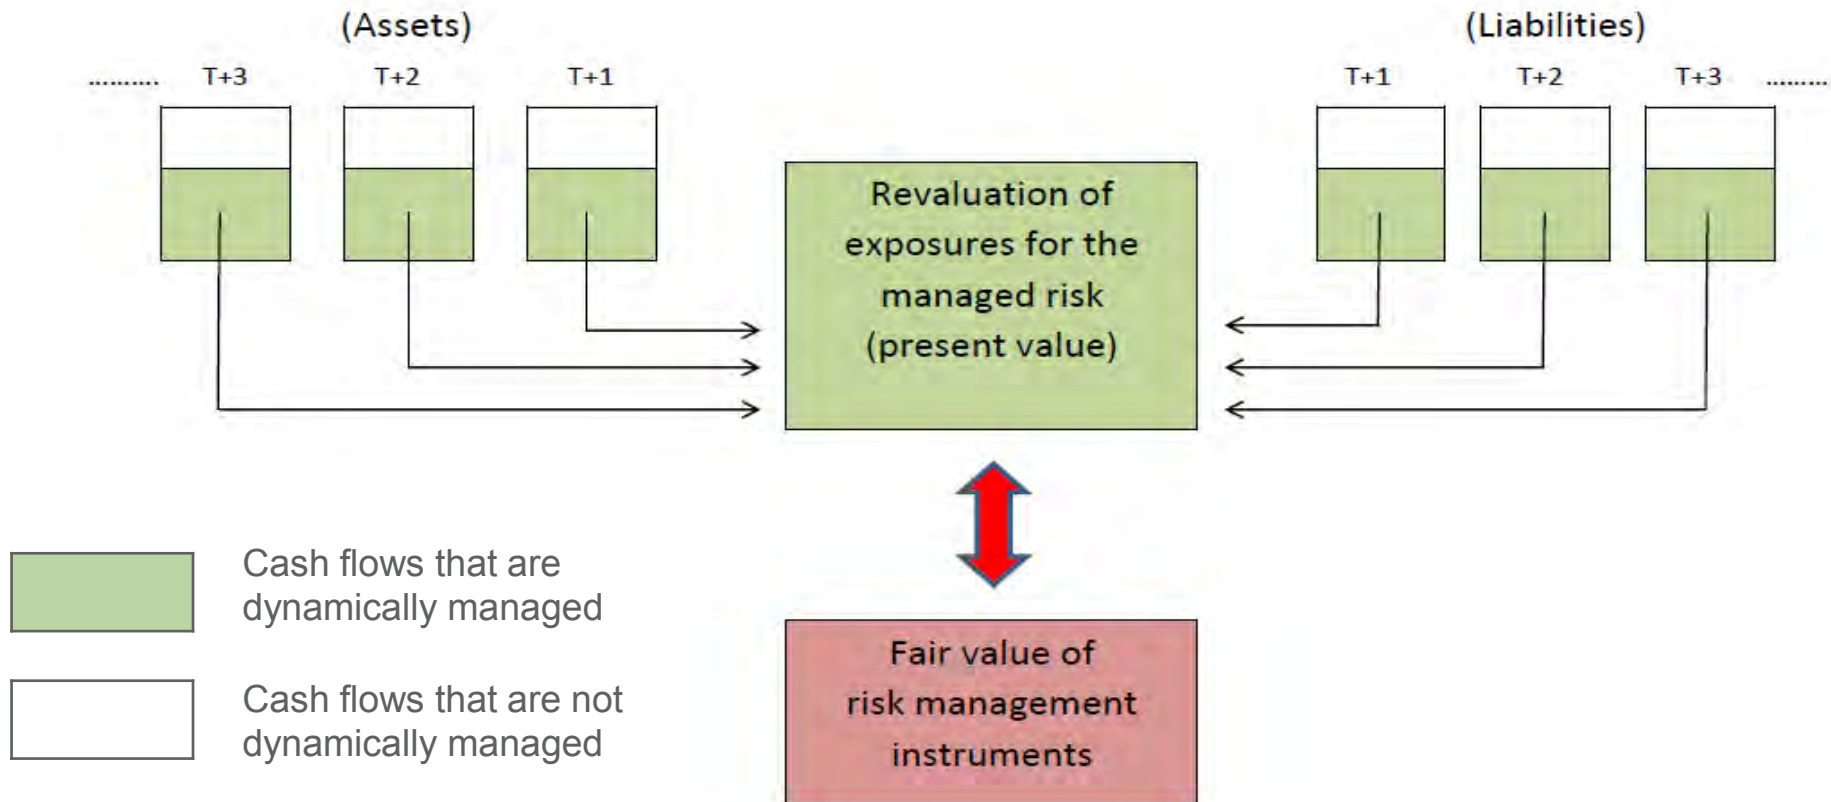 (Assets)
(Liabilities)
.......... T+3 T+2 T+1
T+1 T+2 T+3 .........
Revaluation of
exposures for the
managed risk
(present value)
Cash flows that are
dynamically managed
Cash flows that are not
dynamically managed
Fair value of
risk management
instruments